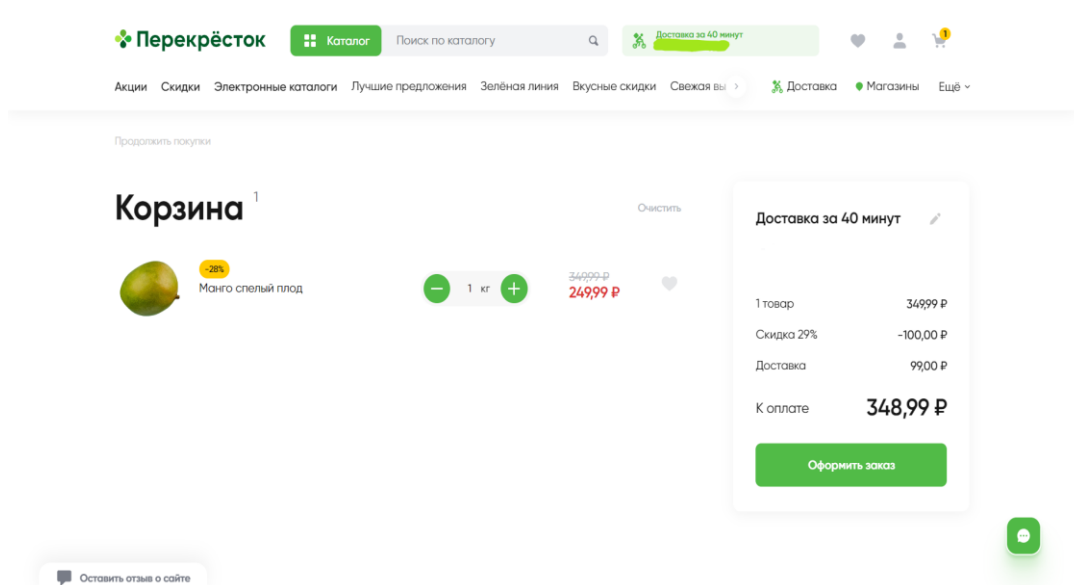 Перекрёсток
Каталог
Поиск по каталогу
Доставка за 40 минут
1
Акции Скидки Электронные каталоги Лучшие предложения Зелёная линия Вкусные скидки Свежая вы
Доставка Магазины Ещё
Продолжить покупки
Корзина 1
Очистить
-28%
Манго спелый плод
1 кг
349,99 ₽
249,99 ₽
Доставка за 40 минут
1 товар 349,99 ₽
Скидка 29% -100,00 ₽
Доставка 99,00 ₽
К оплате 348,99 ₽
Оформить заказ
Оставить отзыв о сайте